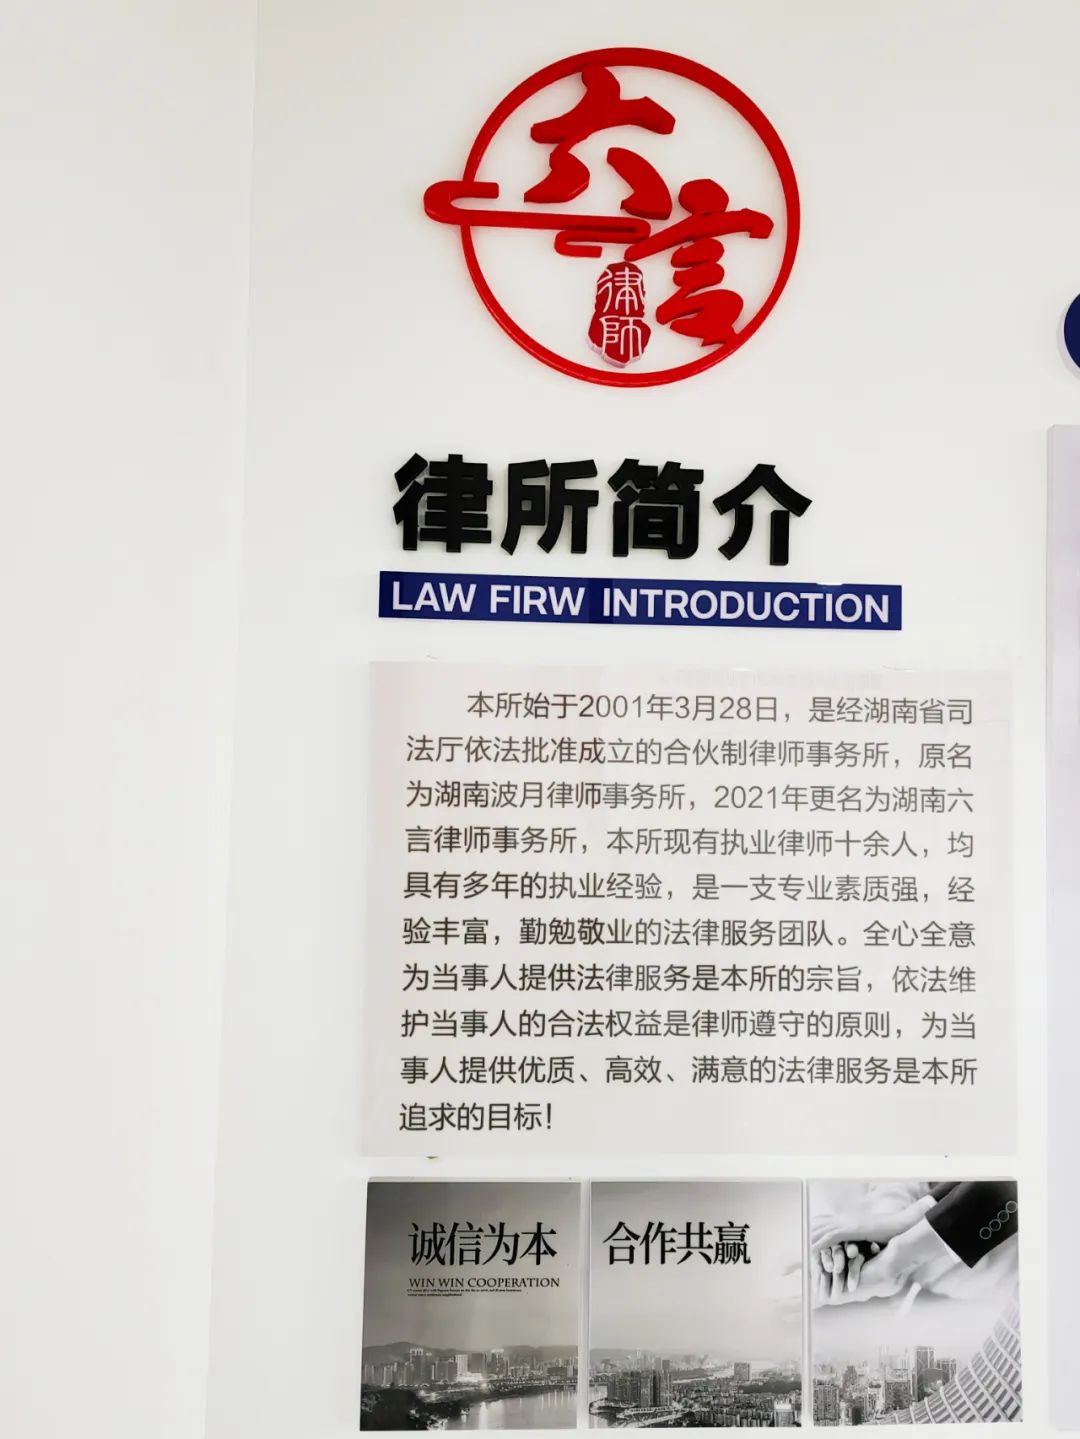 六言
律師
律所简介
LAW FIRW INTRODUCTION
本所始于2001年3月28日，是经湖南省司
法厅依法批准成立的合伙制律师事务所，原名
为湖南波月律师事务所，2021年更名为湖南六
言律师事务所，本所现有执业律师十余人，均
具有多年的执业经验，是一支专业素质强，经
验丰富，勤勉敬业的法律服务团队。全心全意
为当事人提供法律服务是本所的宗旨，依法维
护当事人的合法权益是律师遵守的原则，为当
事人提供优质、高效、满意的法律服务是本所
追求的目标！
诚信为本
WIN WIN COOPERATION
合作共赢